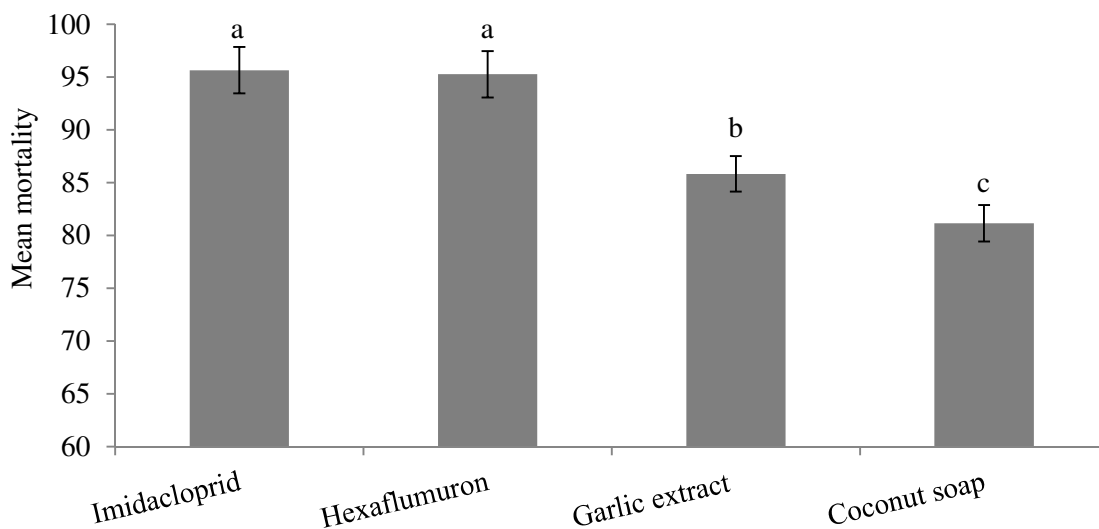 100
95
90
85
80
75
70
65
60
Mean mortality
a
a
b
c
Imidacloprid
Hexaflumuron
Garlic extract
Coconut soap